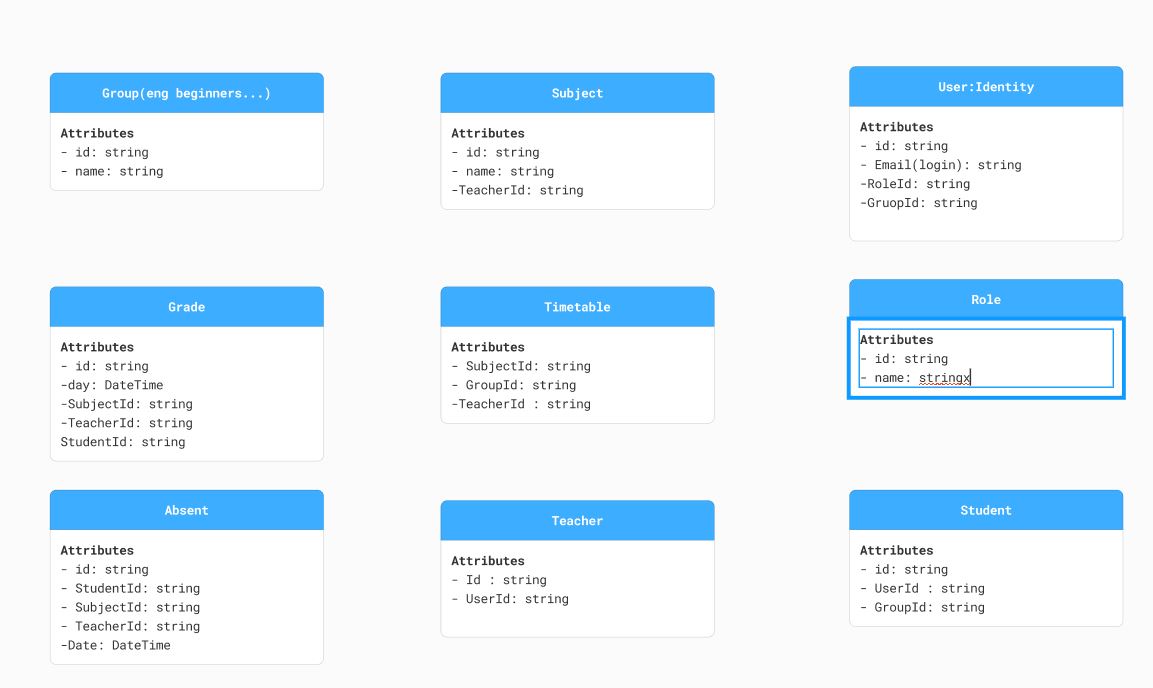 Group(eng beginners...)
Attributes
- id: string
- name: string
Subject
Attributes
- id: string
- name: string
-TeacherId: string
User:Identity
Attributes
- id: string
- Email(login): string
-RoleId: string
-GruopId: string
Grade
Attributes
- id: string
-day: DateTime
-SubjectId: string
-TeacherId: string
StudentId: string
Timetable
Attributes
- SubjectId: string
- GroupId: string
-TeacherId : string
Role
Attributes
- id: string
- name: stringx
Absent
Attributes
- id: string
- StudentId: string
- SubjectId: string
- TeacherId: string
-Date: DateTime
Teacher
Attributes
- Id : string
- UserId: string
Student
Attributes
- id: string
- UserId : string
- GroupId: string